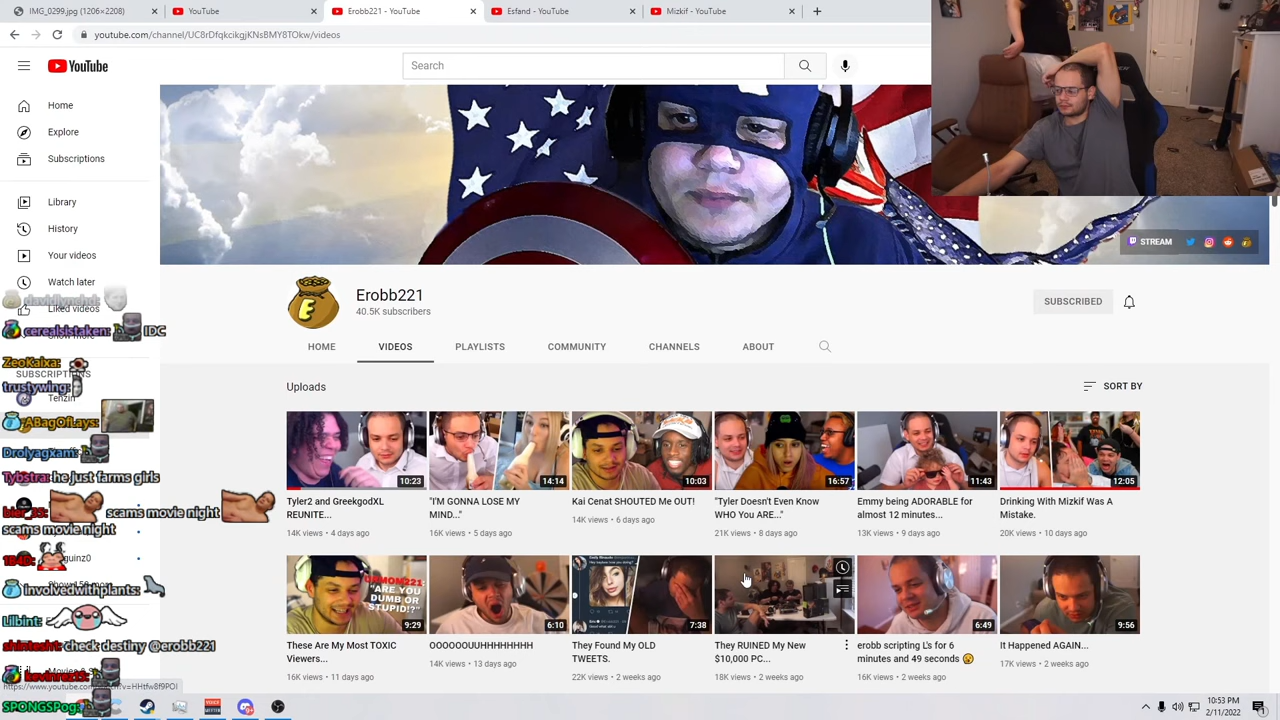 IMG_0299.jpg (1206×2208)
YouTube
Erobb221 - YouTube
Esfand - YouTube
Mizkif - YouTube
youtube.com/channel/UC8rDfqkcikgjKNsBMY8TOkw/videos
YouTube
Search
Home
Explore
Subscriptions
Library
History
Your videos
Watch later
Liked videos
SUBSCRIPTIONS
Tenzin
STREAM
Erobb221
40.5K subscribers
SUBSCRIBED
HOME
VIDEOS
PLAYLISTS
COMMUNITY
CHANNELS
ABOUT
Uploads
SORT BY
10:23
14:14
10:03
16:57
11:43
12:05
Tyler2 and GreekgodXL REUNITE...
14K views • 4 days ago
"I'M GONNA LOSE MY MIND..."
16K views • 5 days ago
Kai Cenat SHOUTED Me OUT!
14K views • 6 days ago
"Tyler Doesn't Even Know WHO You ARE..."
21K views • 8 days ago
Emmy being ADORABLE for almost 12 minutes...
13K views • 9 days ago
Drinking With Mizkif Was A Mistake.
20K views • 10 days ago
"ARE YOU DUMB OR STUPID!?"
9:29
6:10
7:38
6:49
9:56
These Are My Most TOXIC Viewers...
16K views • 11 days ago
OOOOOOUUHHHHHHHH
14K views • 13 days ago
They Found My OLD TWEETS.
22K views • 2 weeks ago
They RUINED My New $10,000 PC...
18K views • 2 weeks ago
erobb scripting L's for 6 minutes and 49 seconds
16K views • 2 weeks ago
It Happened AGAIN...
17K views • 2 weeks ago
cerealsistaken: IDC
ZeoKaixa:
trustywing:
ABagOfLays:
Drolyagxam:
Tybstra: he just farms girls
scams movie night
scams movie night
Involvedwithplants:
Lilbint:
shintesh1: check destiny @erobb221
SPONGSPog:
10:53 PM
2/11/2022